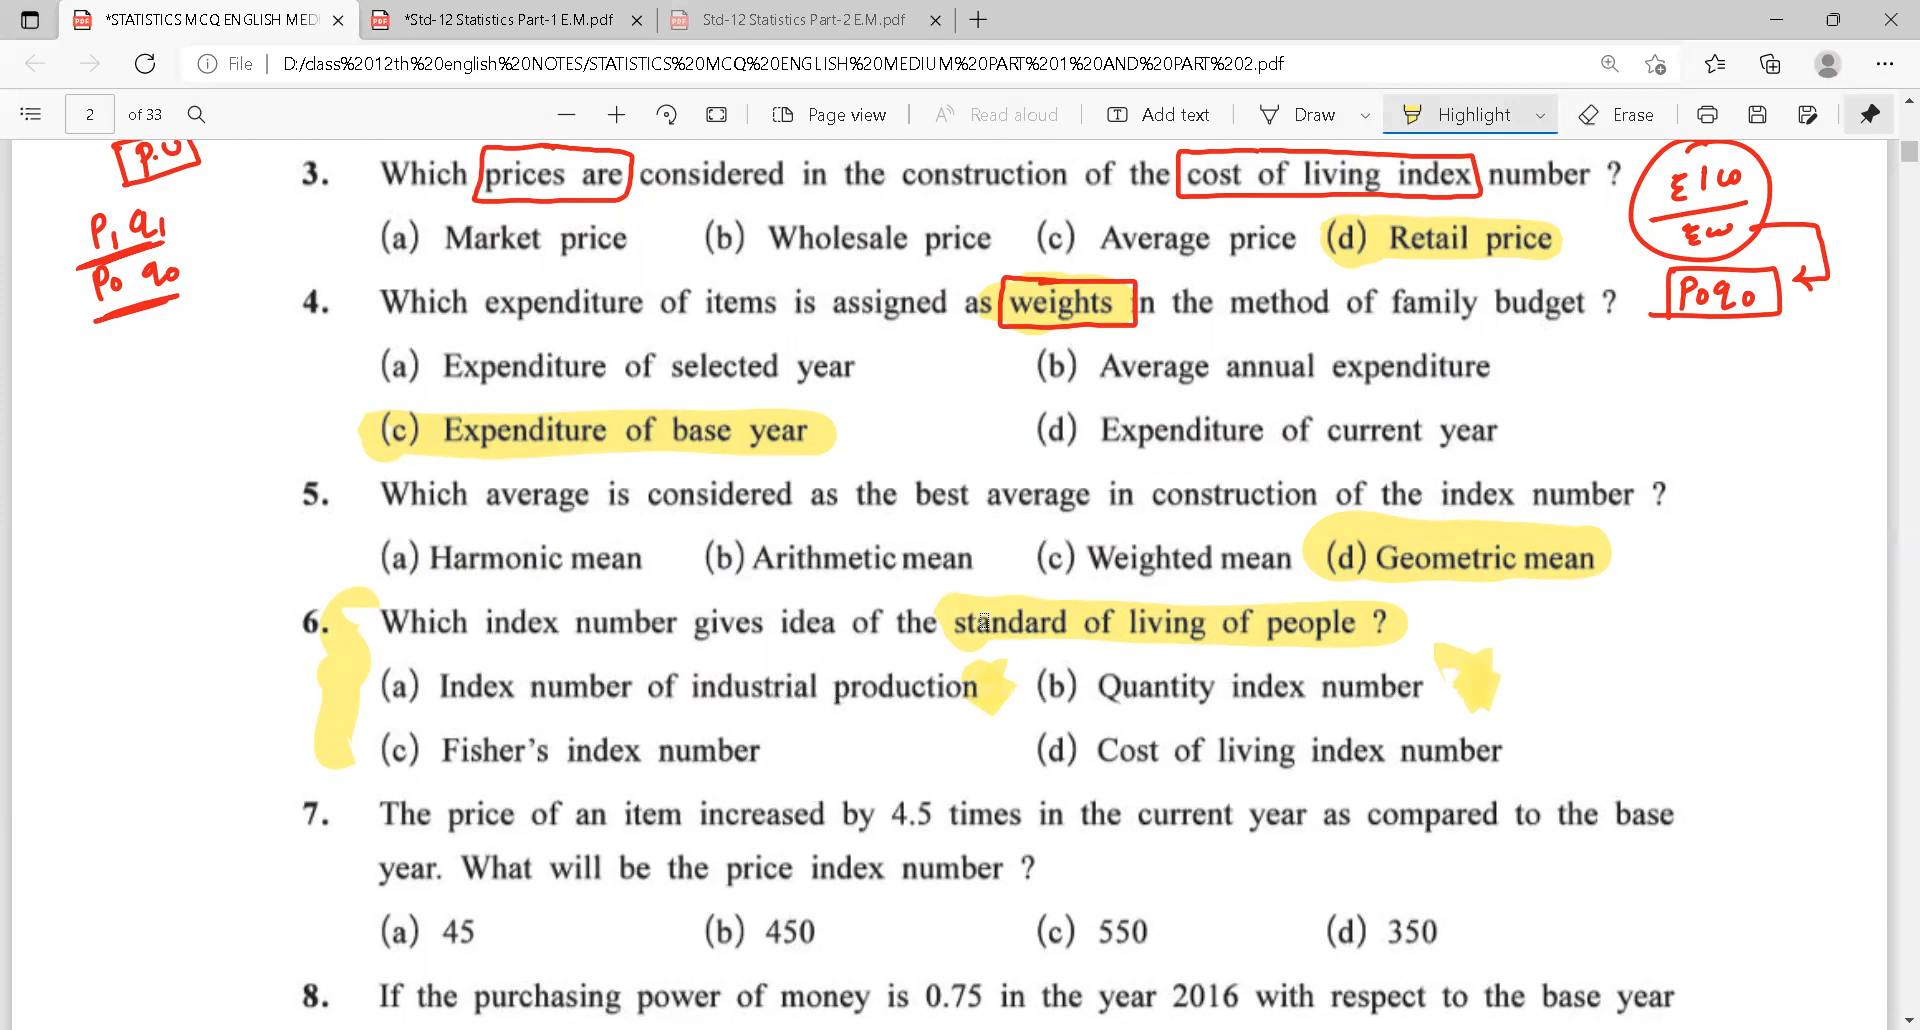 *STATISTICS MCQ ENGLISH MED
*Std-12 Statistics Part-1 E.M.pdf
Std-12 Statistics Part-2 E.M.pdf
File
D:/class%2012th%20english%20NOTES/STATISTICS%20MCQ%20ENGLISH%20MEDIUM%20PART%201%20AND%20PART%202.pdf
2 of 33
Page view
Read aloud
Add text
Draw
Highlight
Erase
3. Which prices are considered in the construction of the cost of living index number ?
(a) Market price (b) Wholesale price (c) Average price (d) Retail price
4. Which expenditure of items is assigned as weights in the method of family budget ?
(a) Expenditure of selected year (b) Average annual expenditure
(c) Expenditure of base year (d) Expenditure of current year
5. Which average is considered as the best average in construction of the index number ?
(a) Harmonic mean (b) Arithmetic mean (c) Weighted mean (d) Geometric mean
6. Which index number gives idea of the standard of living of people ?
(a) Index number of industrial production (b) Quantity index number
(c) Fisher's index number (d) Cost of living index number
7. The price of an item increased by 4.5 times in the current year as compared to the base
year. What will be the price index number ?
(a) 45 (b) 450 (c) 550 (d) 350
8. If the purchasing power of money is 0.75 in the year 2016 with respect to the base year
P1 q1
P0 q0
Σ I W
Σ W
P0 q0